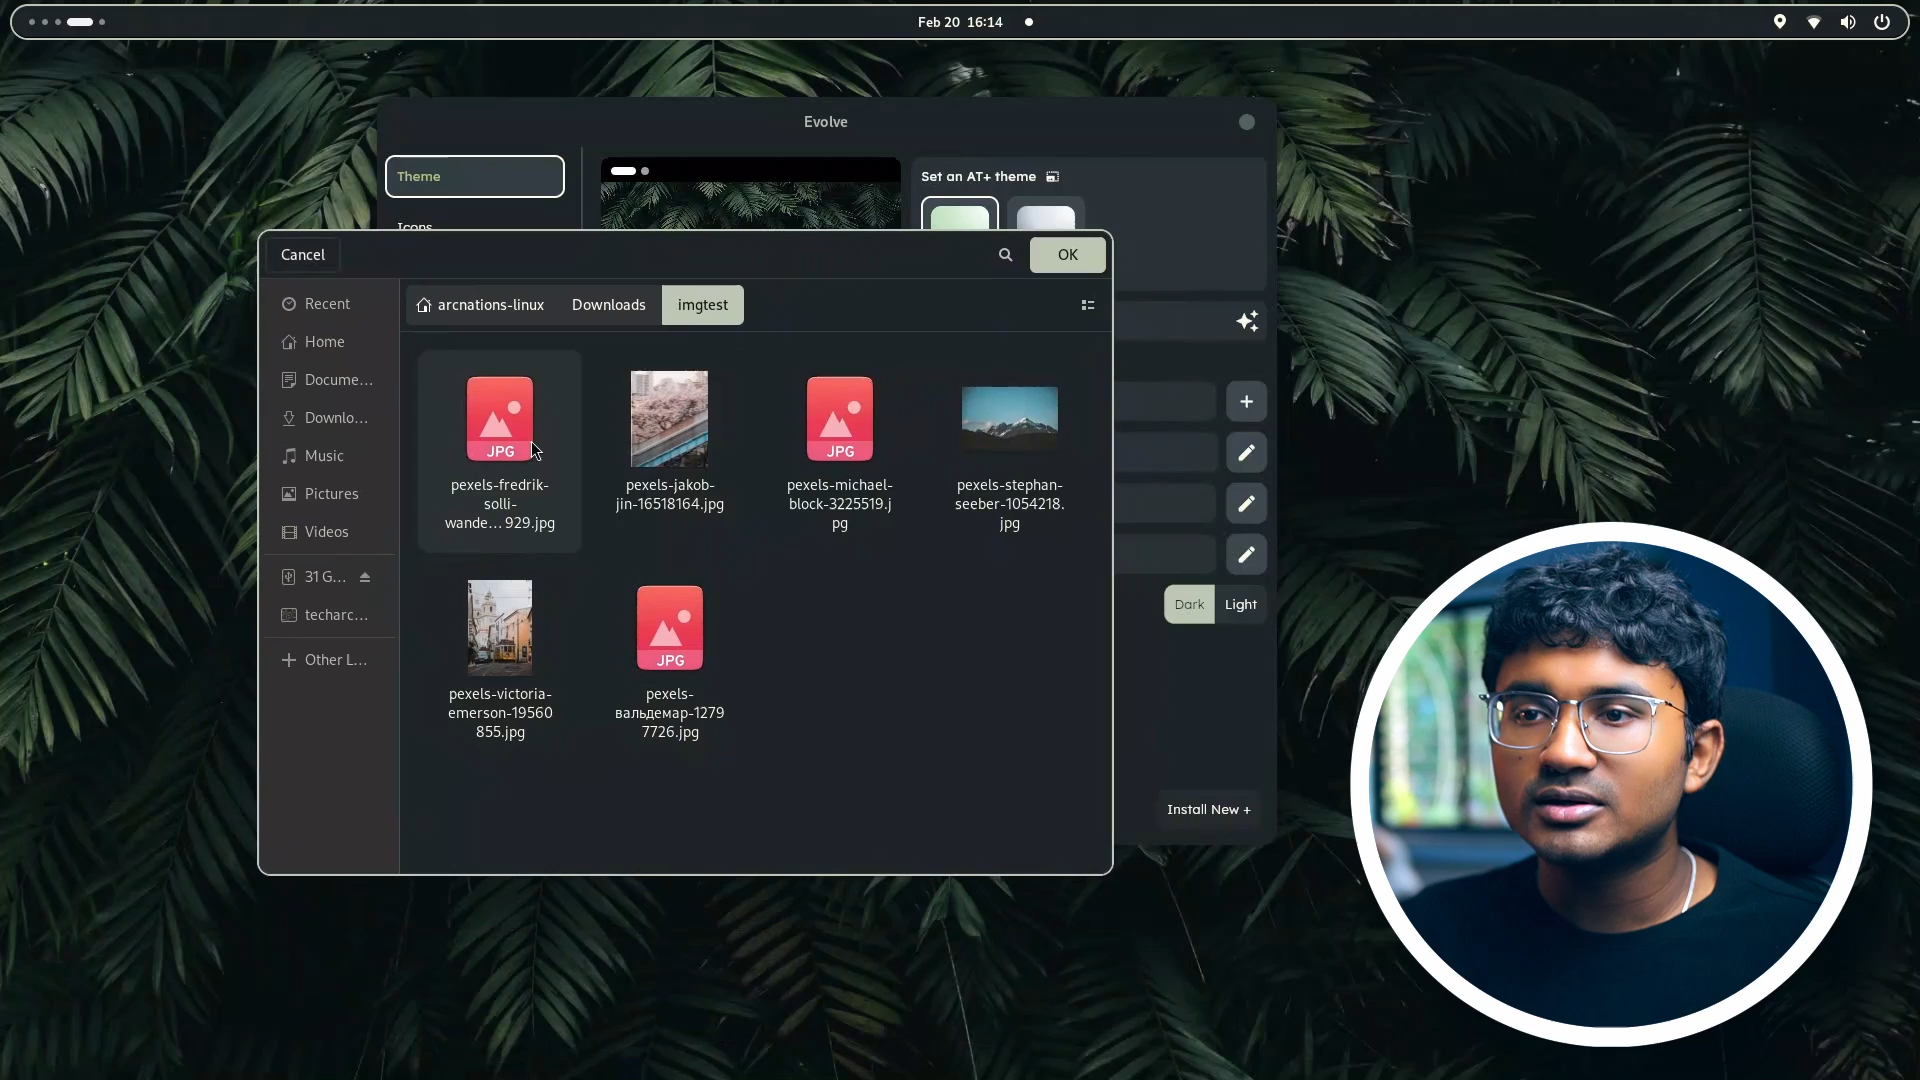 Feb 20 16:14
Evolve
Theme
Icons
Set an AT+ theme
Cancel
OK
Recent
Home
Docume...
Downlo...
Music
Pictures
Videos
31 G...
techarc...
Other L...
arcnations-linux
Downloads
imgtest
JPG
pexels-fredrik-
solli-
wande...929.jpg
pexels-jakob-
jin-16518164.jpg
JPG
pexels-michael-
block-3225519.j
pg
pexels-stephan-
seeber-1054218.
jpg
pexels-victoria-
emerson-19560
855.jpg
JPG
pexels-
вальдемар-1279
7726.jpg
Dark
Light
Install New +